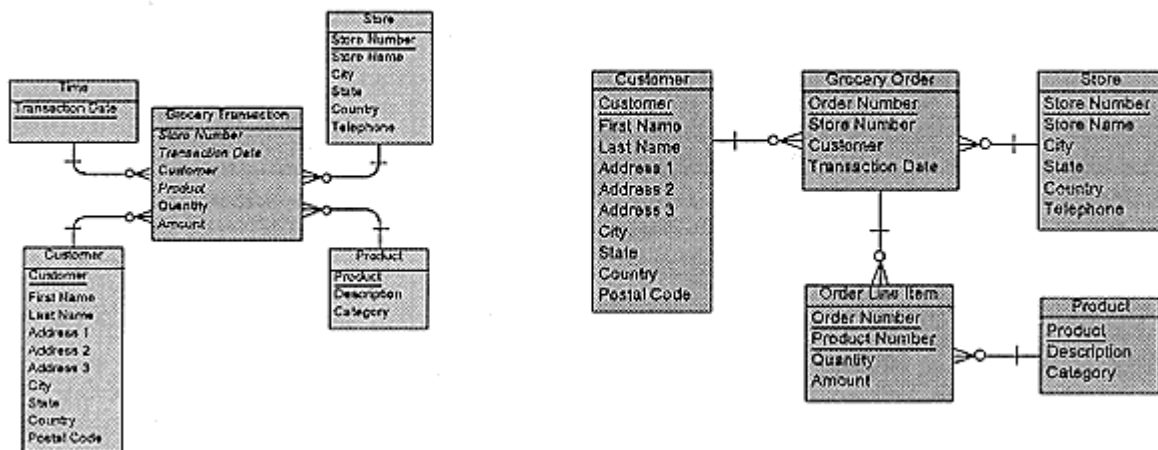 Time
Transaction Date
Grocery Transaction
Store Number
Transaction Date
Customer
Product
Quantity
Amount
Store
Store Number
Store Name
City
State
Country
Telephone
Customer
Customer
First Name
Last Name
Address 1
Address 2
Address 3
City
State
Country
Postal Code
Product
Product
Description
Category
Customer
Customer
First Name
Last Name
Address 1
Address 2
Address 3
City
State
Country
Postal Code
Grocery Order
Order Number
Store Number
Customer
Transaction Date
Store
Store Number
Store Name
City
State
Country
Telephone
Order Line Item
Order Number
Product Number
Quantity
Amount
Product
Product
Description
Category